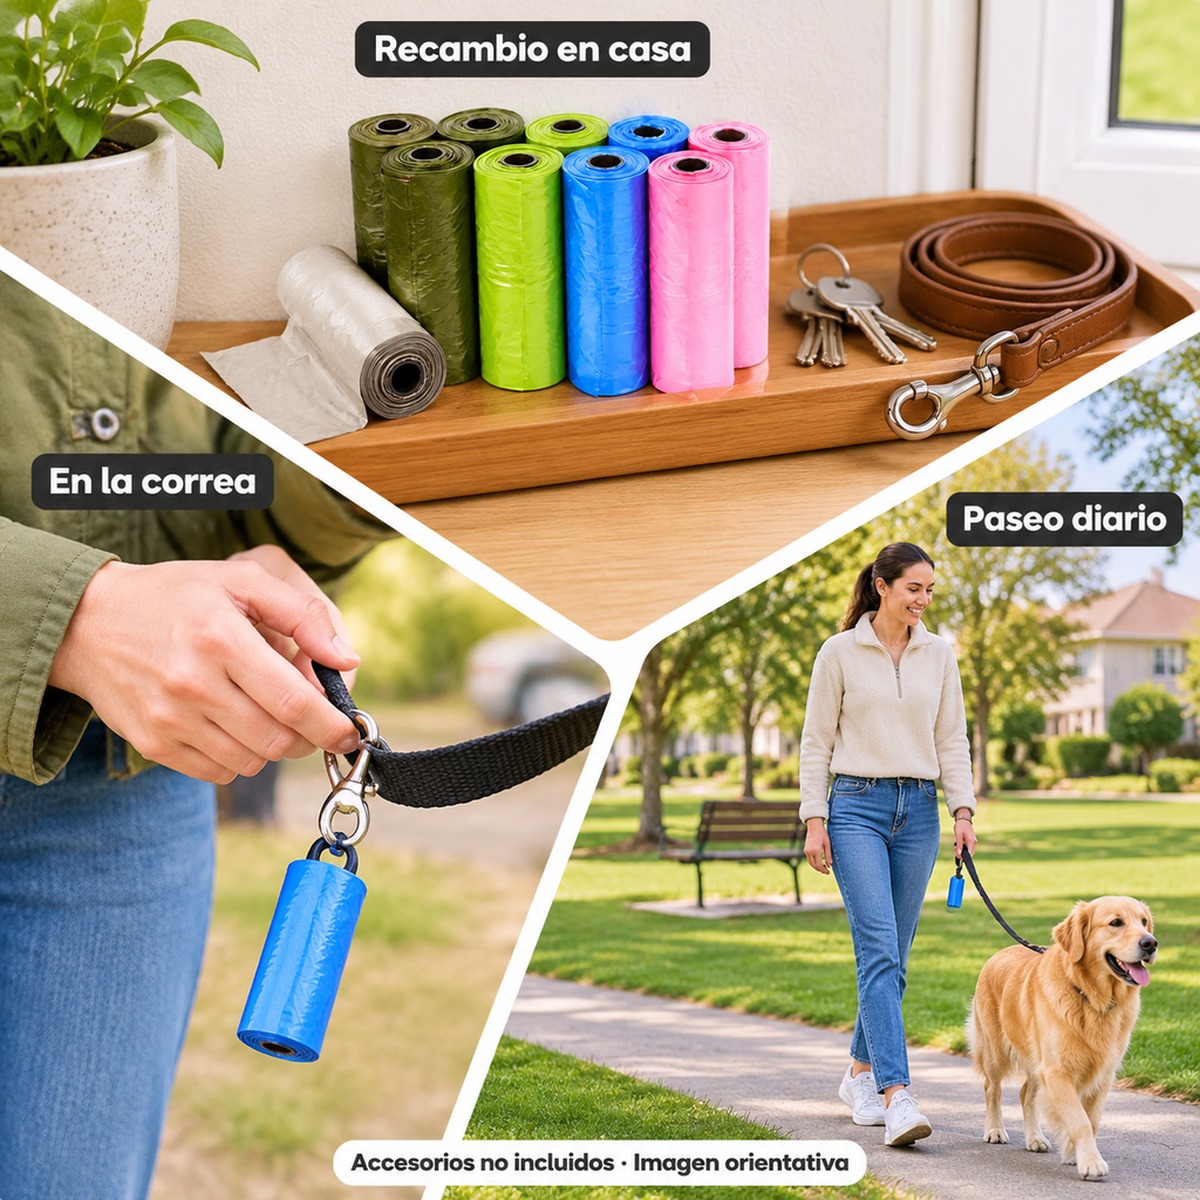 Recambio en casa
En la correa
Paseo diario
Accesorios no incluidos · Imagen orientativa